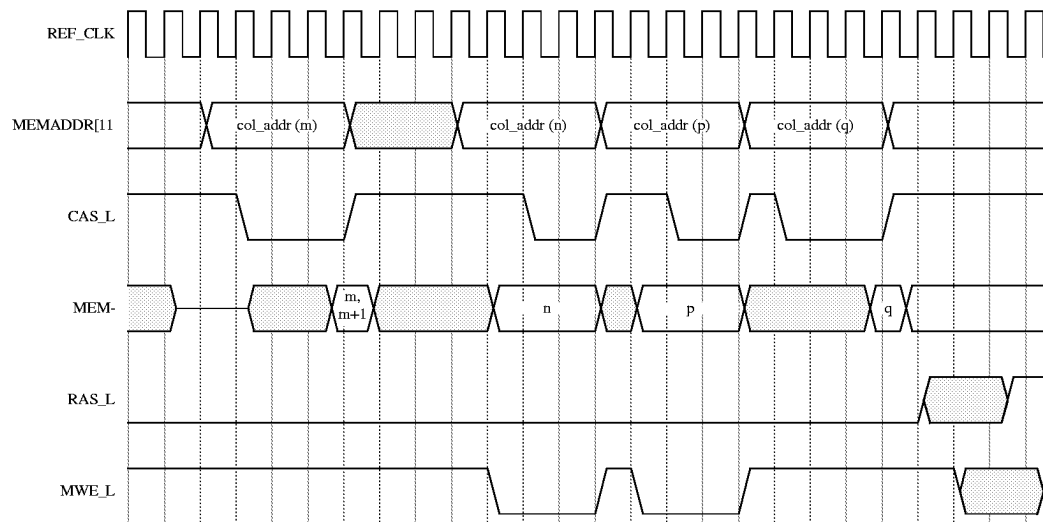 REF_CLK
MEMADDR[11
col_addr (m)
col_addr (n)
col_addr (p)
col_addr (q)
CAS_L
MEM-
m,
m+1
n
p
q
RAS_L
MWE_L